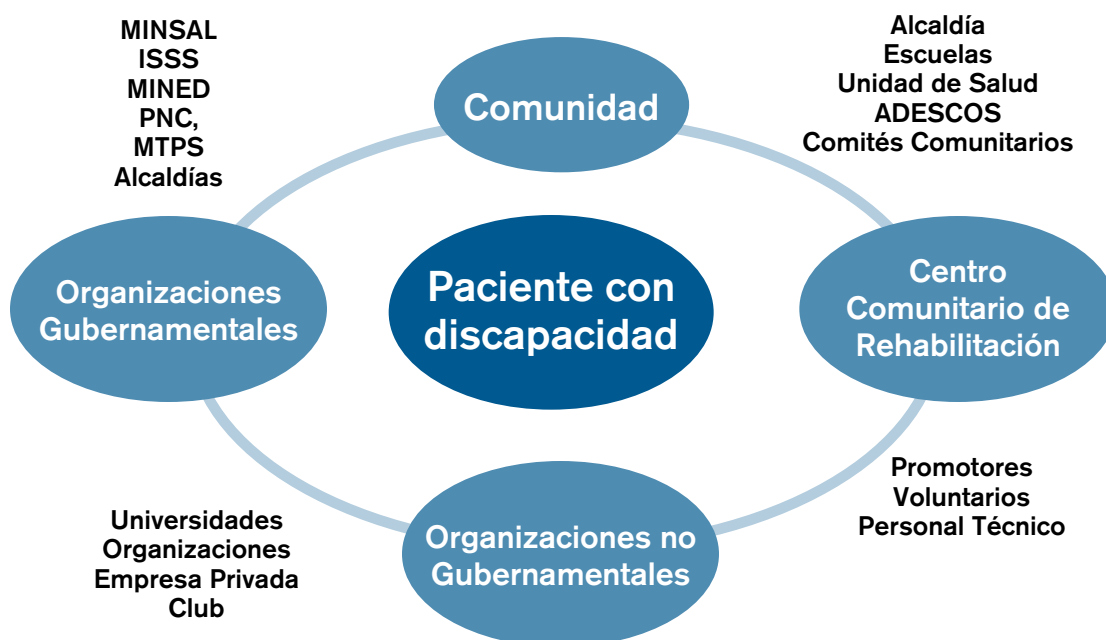 MINSAL
ISSS
MINED
PNC,
MTPS
Alcaldías
Comunidad
Alcaldía
Escuelas
Unidad de Salud
ADESCOS
Comités Comunitarios
Organizaciones
Gubernamentales
Paciente con
discapacidad
Centro
Comunitario de
Rehabilitación
Universidades
Organizaciones
Empresa Privada
Club
Organizaciones no
Gubernamentales
Promotores
Voluntarios
Personal Técnico